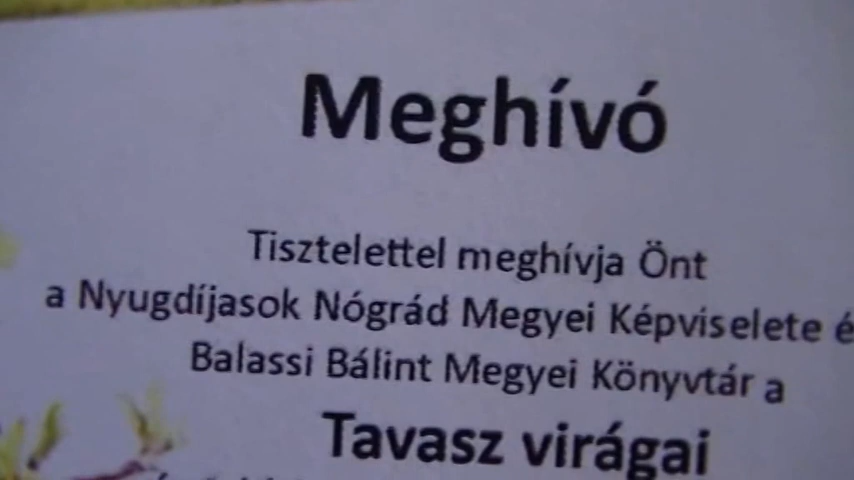 Meghívó
Tisztelettel meghívja Önt
a Nyugdíjasok Nógrád Megyei Képviselete
Balassi Bálint Megyei Könyvtár a
Tavasz virágai